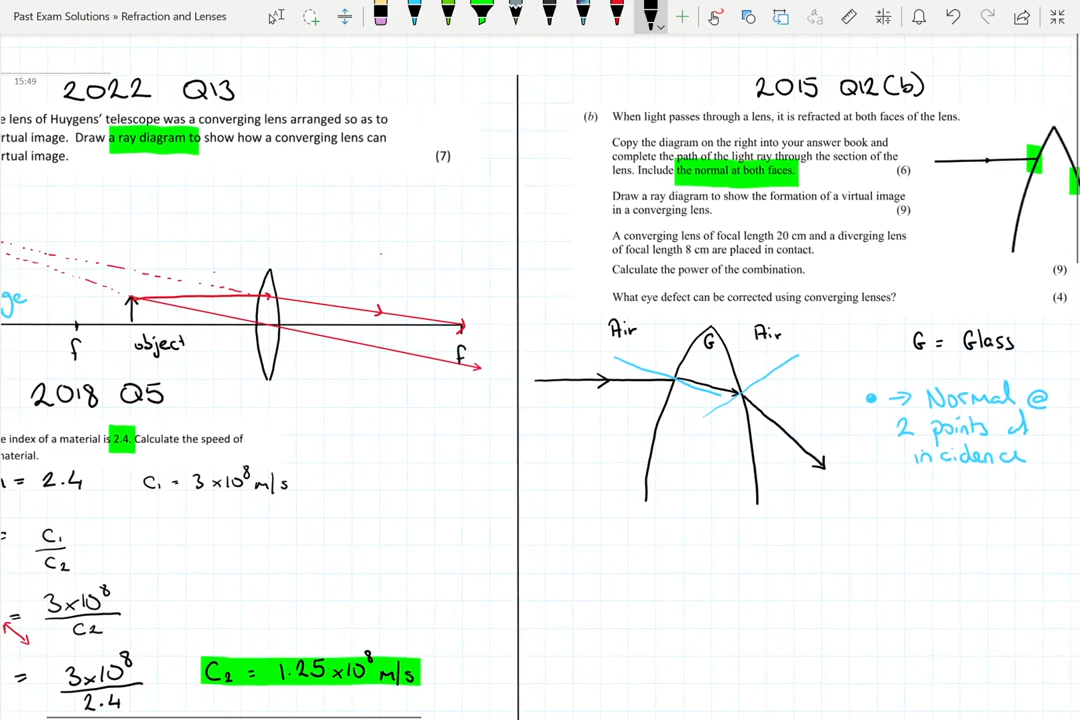 Past Exam Solutions » Refraction and Lenses
15:49
2022 Q13
e lens of Huygens' telescope was a converging lens arranged so as to
rtual image. Draw a ray diagram to show how a converging lens can
rtual image.
(7)
ge
f
object
f
2018 Q5
e index of a material is 2.4. Calculate the speed of
naterial.
1 = 2.4 C₁ = 3×10⁸ m/s
= C₁
C₂
= 3×10⁸
C₂
= 3×10⁸
2.4
C₂ = 1.25×10⁸ m/s
2015 Q12(b)
(b) When light passes through a lens, it is refracted at both faces of the lens.
Copy the diagram on the right into your answer book and
complete the path of the light ray through the section of the
lens. Include the normal at both faces. (6)
Draw a ray diagram to show the formation of a virtual image
in a converging lens. (9)
A converging lens of focal length 20 cm and a diverging lens
of focal length 8 cm are placed in contact.
Calculate the power of the combination. (9)
What eye defect can be corrected using converging lenses? (4)
Air G Air
G = Glass
• → Normal @
2 points of
incidence